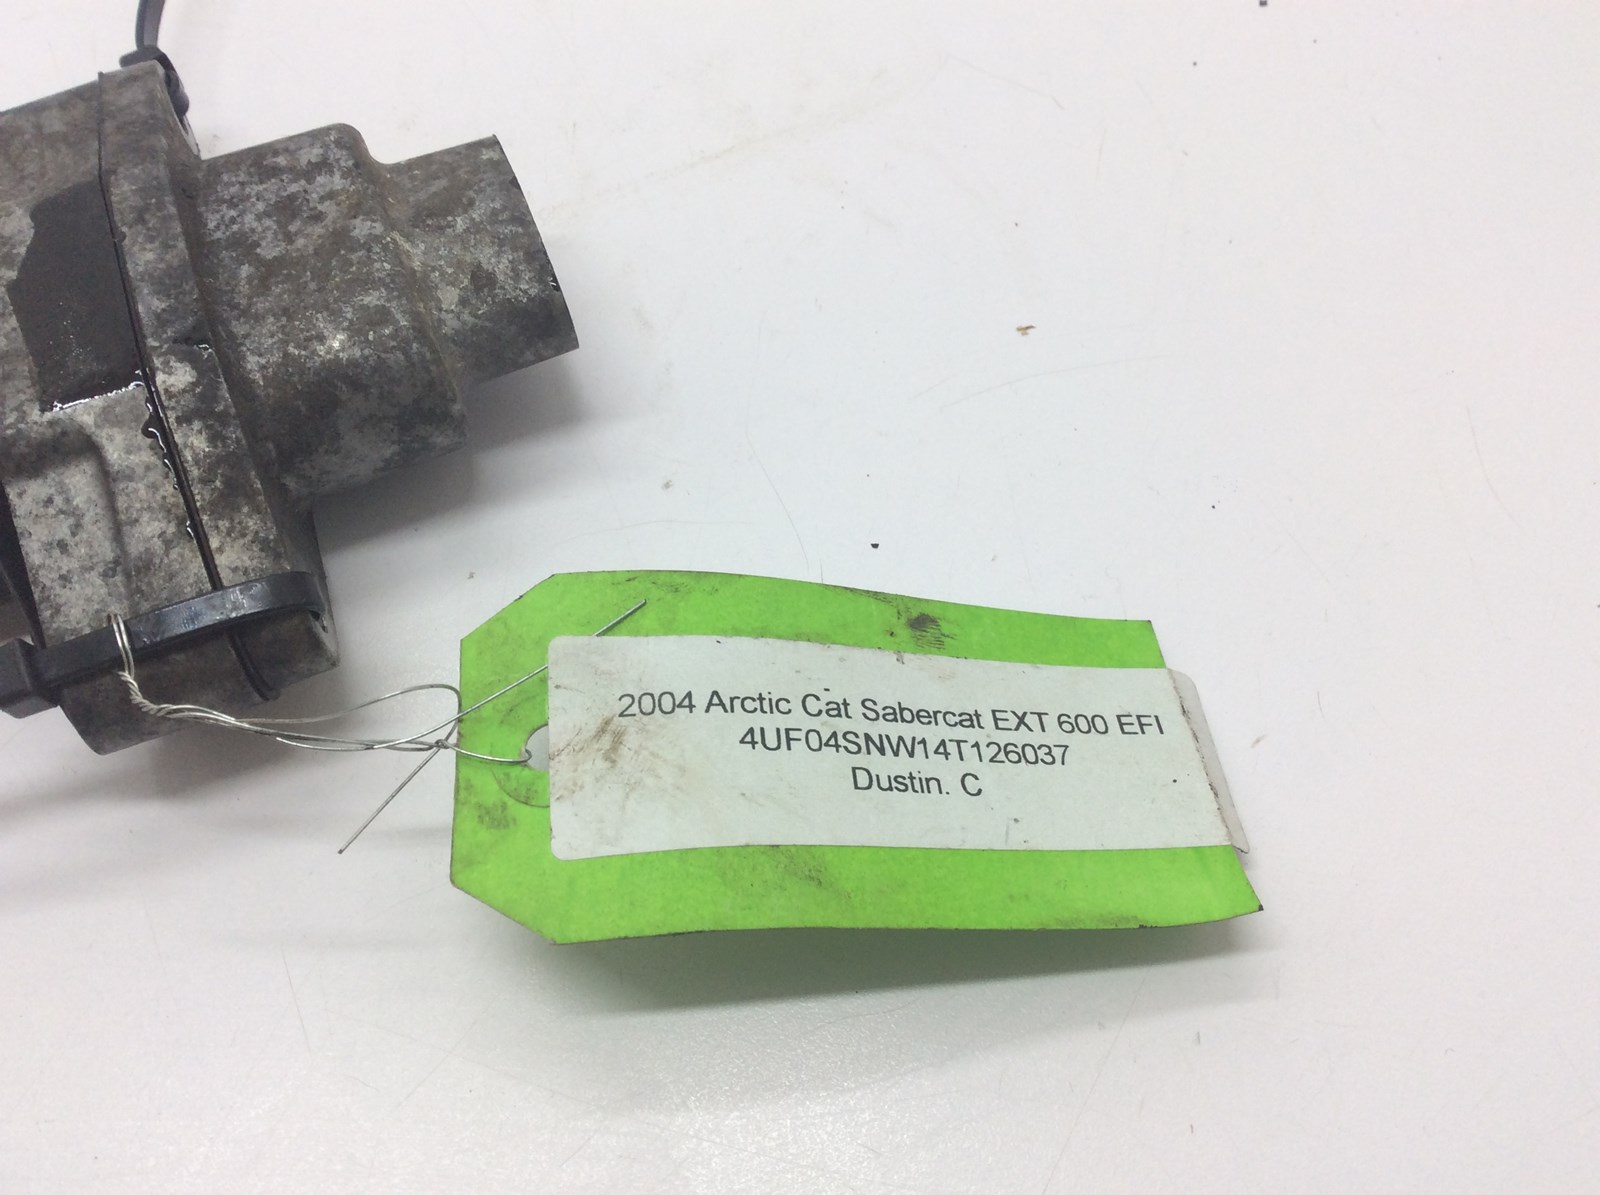 2004 Arctic Cat Sabercat EXT 600 EFI
4UF04SNW14T126037
Dustin. C